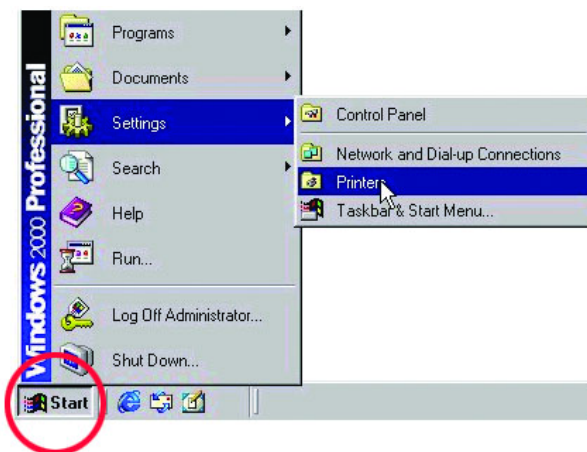 Windows 2000 Professional
Programs
Documents
Settings
Search
Help
Run...
Log Off Administrator...
Shut Down...
Control Panel
Network and Dial-up Connections
Printers
Taskbar & Start Menu...
Start